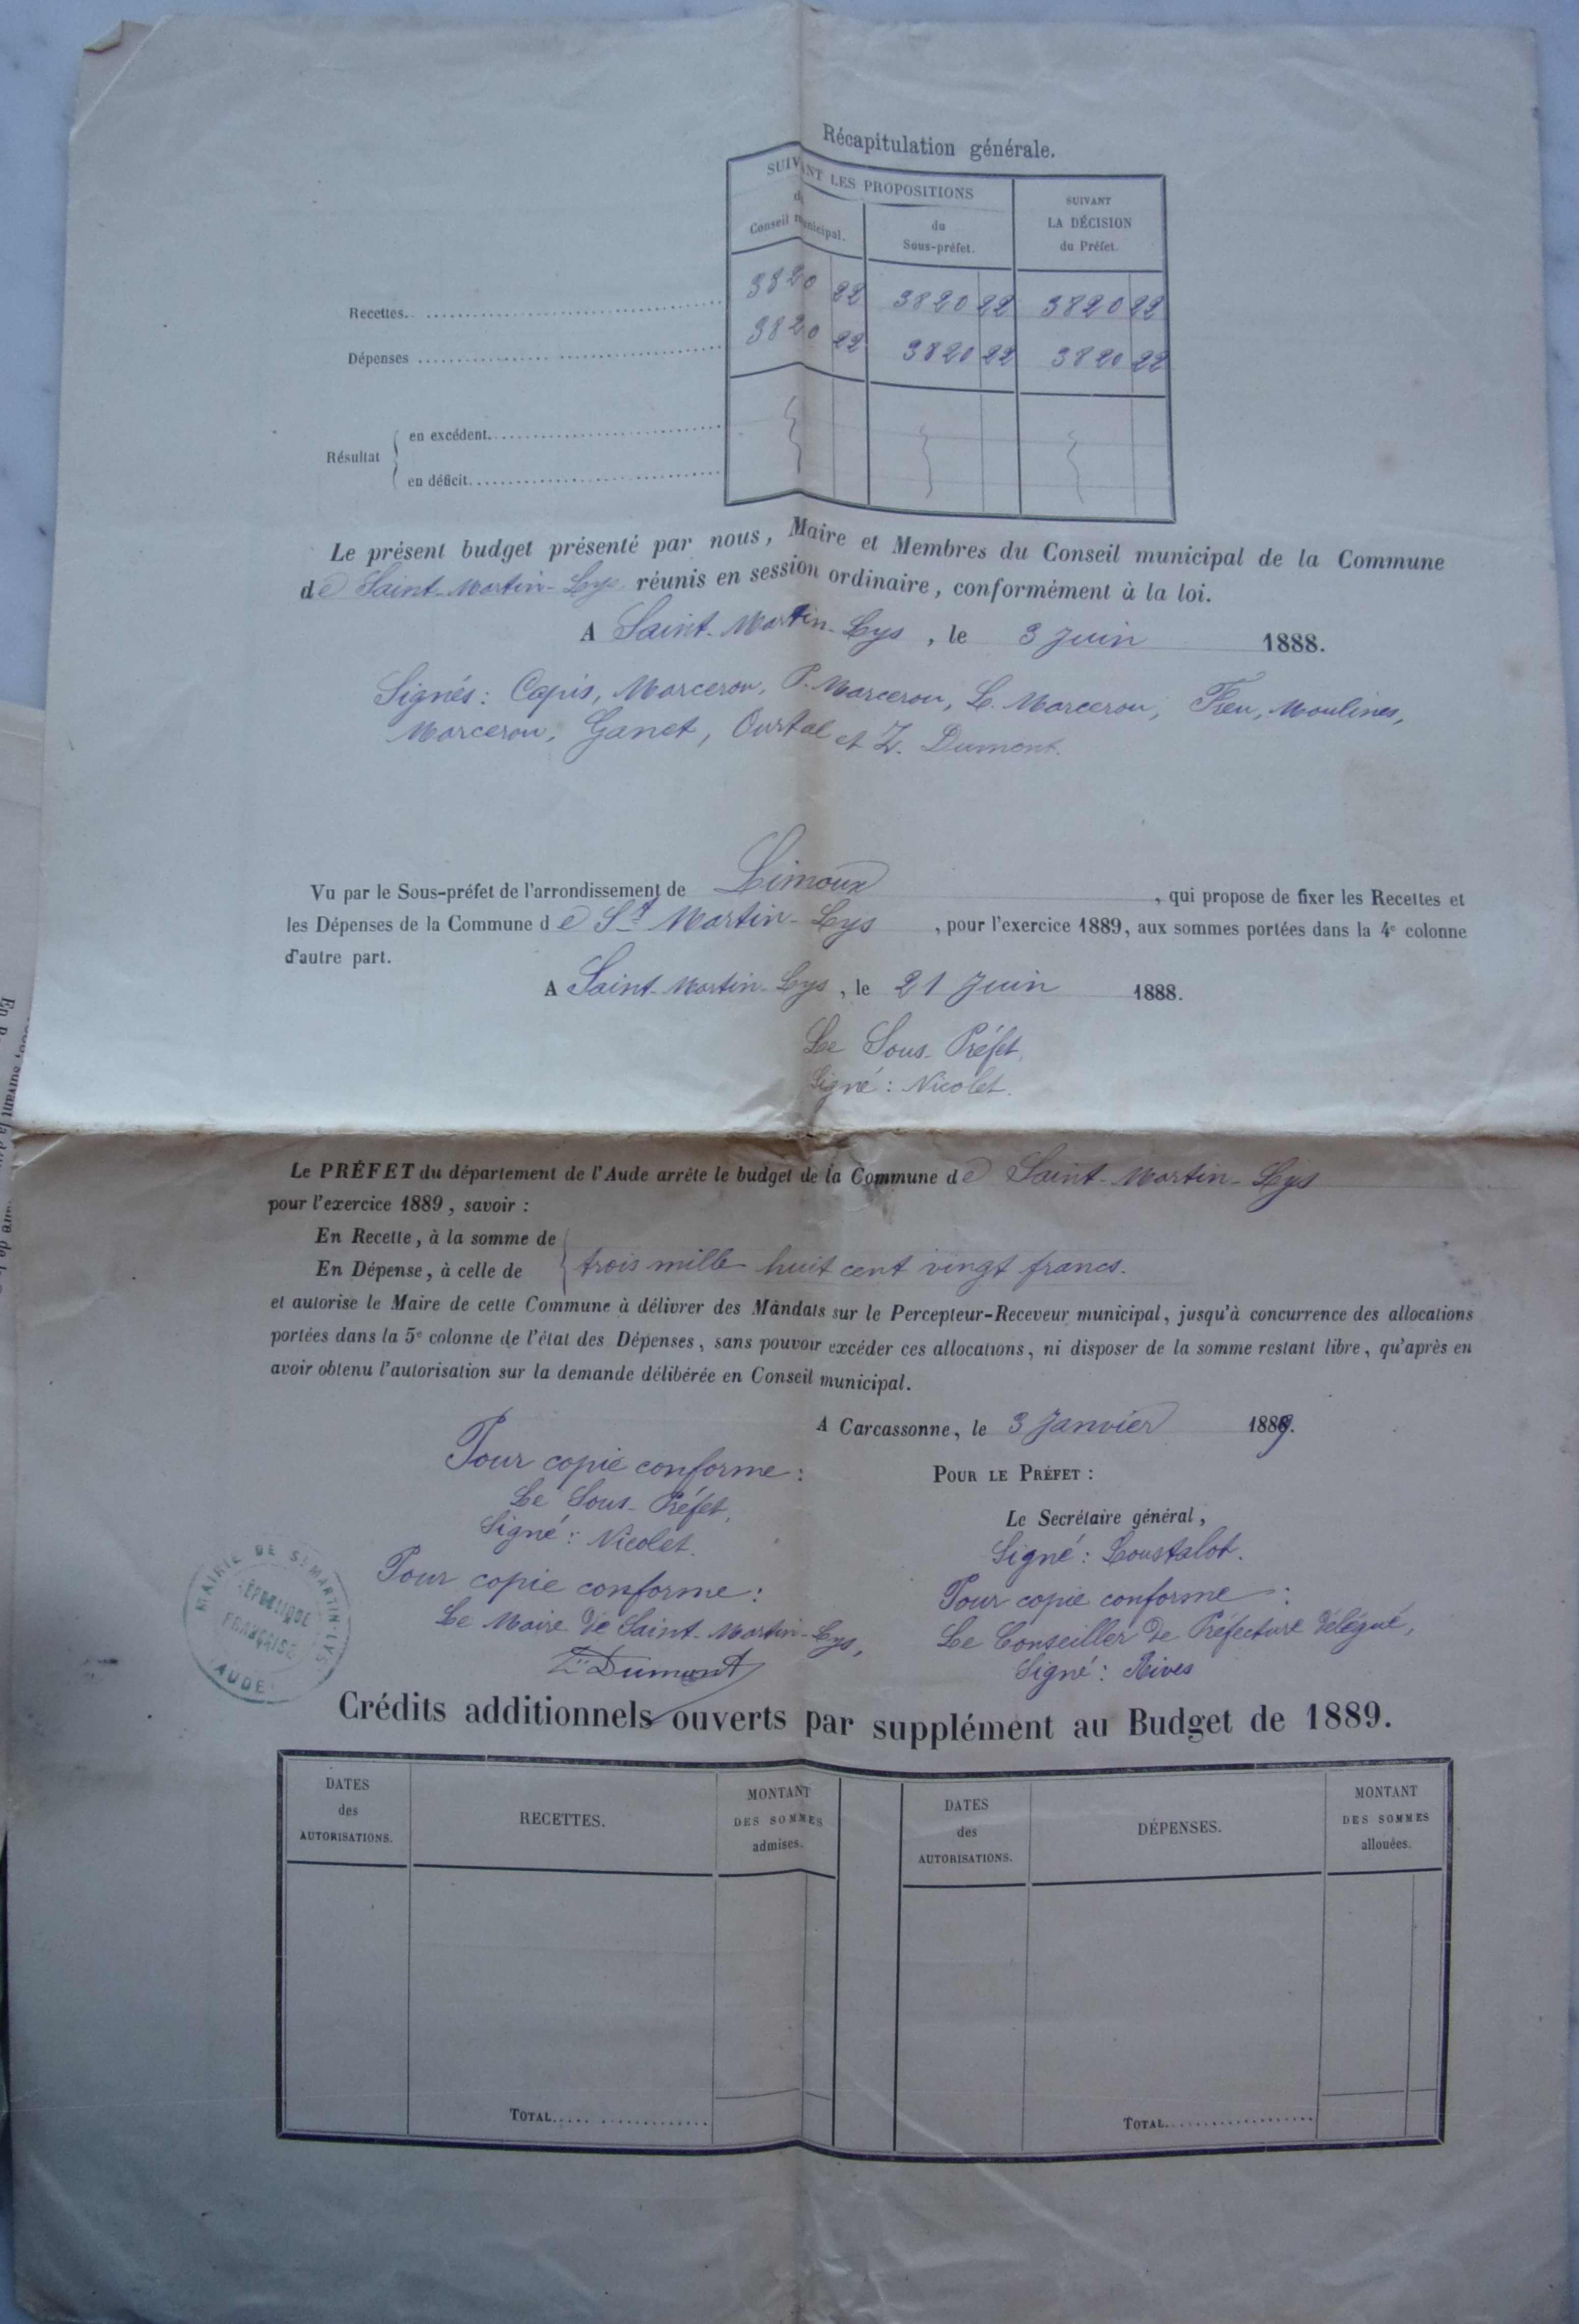 Récapitulation générale.
SUIVANT LES PROPOSITIONS
du Conseil municipal.
du Sous-préfet.
SUIVANT LA DÉCISION du Préfet.
Recettes. 3820 22 3820 22 3820 22
Dépenses 3820 22 3820 22 3820 22
Résultat
en excédent.
en déficit.
Le présent budget présenté par nous, Maire et Membres du Conseil municipal de la Commune
de Saint-Martin-Lys réunis en session ordinaire, conformément à la loi.
A Saint-Martin-Lys, le 3 Juin 1888.
Signés: Capis, Marcerou, P. Marcerou, L. Marcerou, Feu, Moulines,
Marcerou, Ganet, Ourtal et Z. Dumont.
Vu par le Sous-préfet de l'arrondissement de Limoux, qui propose de fixer les Recettes et
les Dépenses de la Commune de St Martin-Lys, pour l'exercice 1889, aux sommes portées dans la 4e colonne
d'autre part.
A Saint-Martin-Lys, le 21 Juin 1888.
Le Sous-Préfet,
Signé: Nicolet.
Le PRÉFET du département de l'Aude arrête le budget de la Commune de Saint-Martin-Lys
pour l'exercice 1889, savoir :
En Recette, à la somme de
En Dépense, à celle de
trois mille huit cent vingt francs.
et autorise le Maire de cette Commune à délivrer des Mandats sur le Percepteur-Receveur municipal, jusqu'à concurrence des allocations
portées dans la 5e colonne de l'état des Dépenses, sans pouvoir excéder ces allocations, ni disposer de la somme restant libre, qu'après en
avoir obtenu l'autorisation sur la demande délibérée en Conseil municipal.
A Carcassonne, le 3 Janvier 1889.
Pour copie conforme :
Le Sous-Préfet,
Signé: Nicolet.
Pour copie conforme :
Le Maire de Saint-Martin-Lys,
Z. Dumont
POUR LE PRÉFET :
Le Secrétaire général,
Signé: Coustalot.
Pour copie conforme :
Le Conseiller de Préfecture délégué,
Signé: Rives
MAIRIE DE ST MARTIN-LYS
RÉPUBLIQUE
FRANÇAISE
AUDE
Crédits additionnels ouverts par supplément au Budget de 1889.
DATES des AUTORISATIONS.
RECETTES.
MONTANT DES SOMMES admises.
DATES des AUTORISATIONS.
DÉPENSES.
MONTANT DES SOMMES allouées.
TOTAL
TOTAL